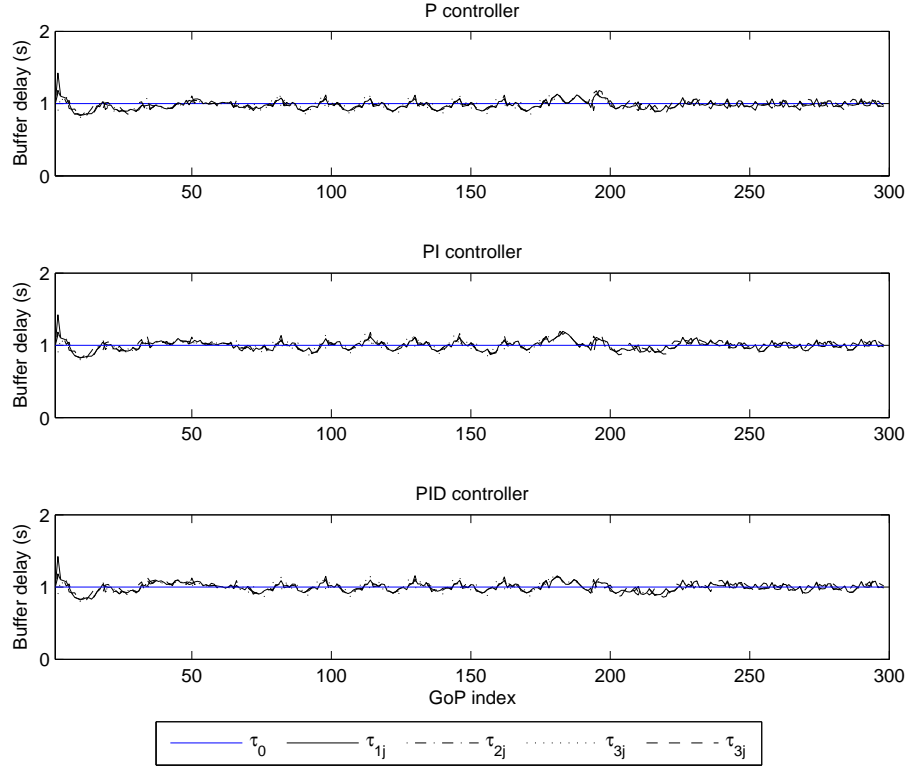 P controller
2
1
0
Buffer delay (s)
50 100 150 200 250 300
PI controller
2
1
0
Buffer delay (s)
50 100 150 200 250 300
PID controller
2
1
0
Buffer delay (s)
50 100 150 200 250 300
GoP index
τ0 τ1j τ2j τ3j τ3j